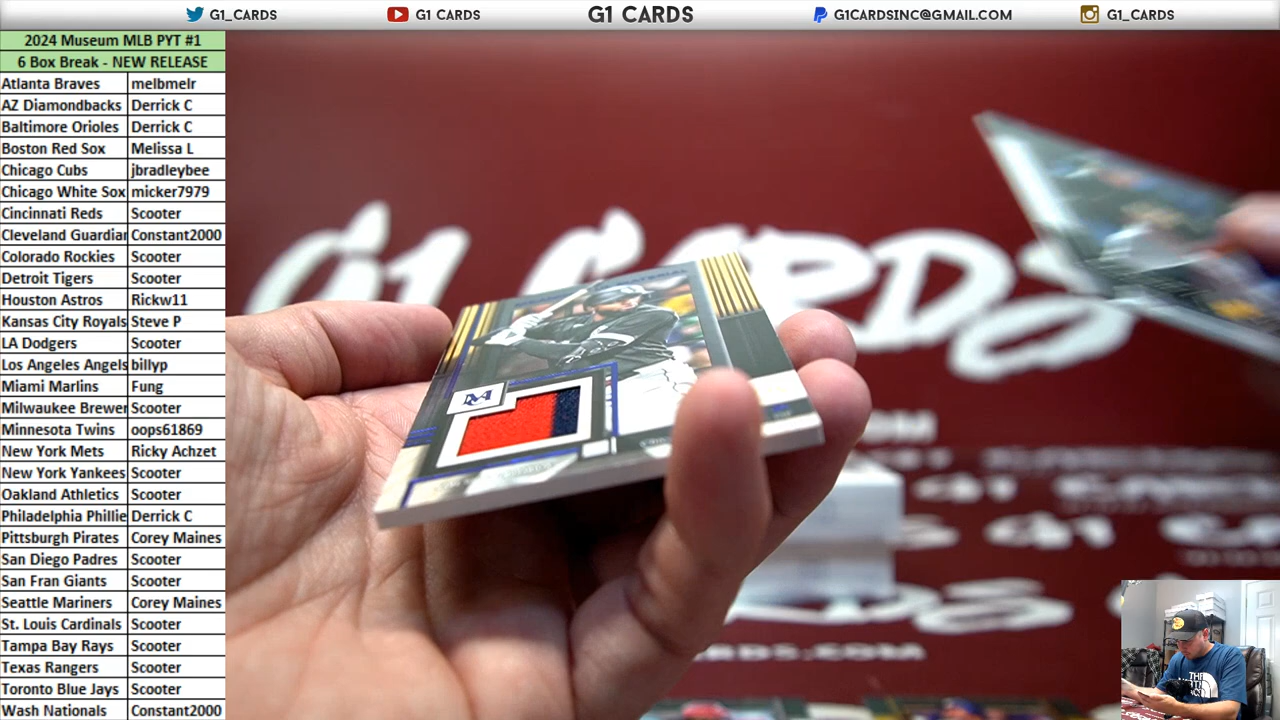 G1_CARDS G1 CARDS G1 CARDS G1CARDSINC@GMAIL.COM G1_CARDS
2024 Museum MLB PYT #1
6 Box Break - NEW RELEASE
Atlanta Braves melbmelr
AZ Diamondbacks Derrick C
Baltimore Orioles Derrick C
Boston Red Sox Melissa L
Chicago Cubs jbradleybee
Chicago White Sox micker7979
Cincinnati Reds Scooter
Cleveland Guardian Constant2000
Colorado Rockies Scooter
Detroit Tigers Scooter
Houston Astros Rickw11
Kansas City Royals Steve P
LA Dodgers Scooter
Los Angeles Angels billyp
Miami Marlins Fung
Milwaukee Brewer Scooter
Minnesota Twins oops61869
New York Mets Ricky Achzet
New York Yankees Scooter
Oakland Athletics Scooter
Philadelphia Phillie Derrick C
Pittsburgh Pirates Corey Maines
San Diego Padres Scooter
San Fran Giants Scooter
Seattle Mariners Corey Maines
St. Louis Cardinals Scooter
Tampa Bay Rays Scooter
Texas Rangers Scooter
Toronto Blue Jays Scooter
Wash Nationals Constant2000
G1 CARDS
M
THE